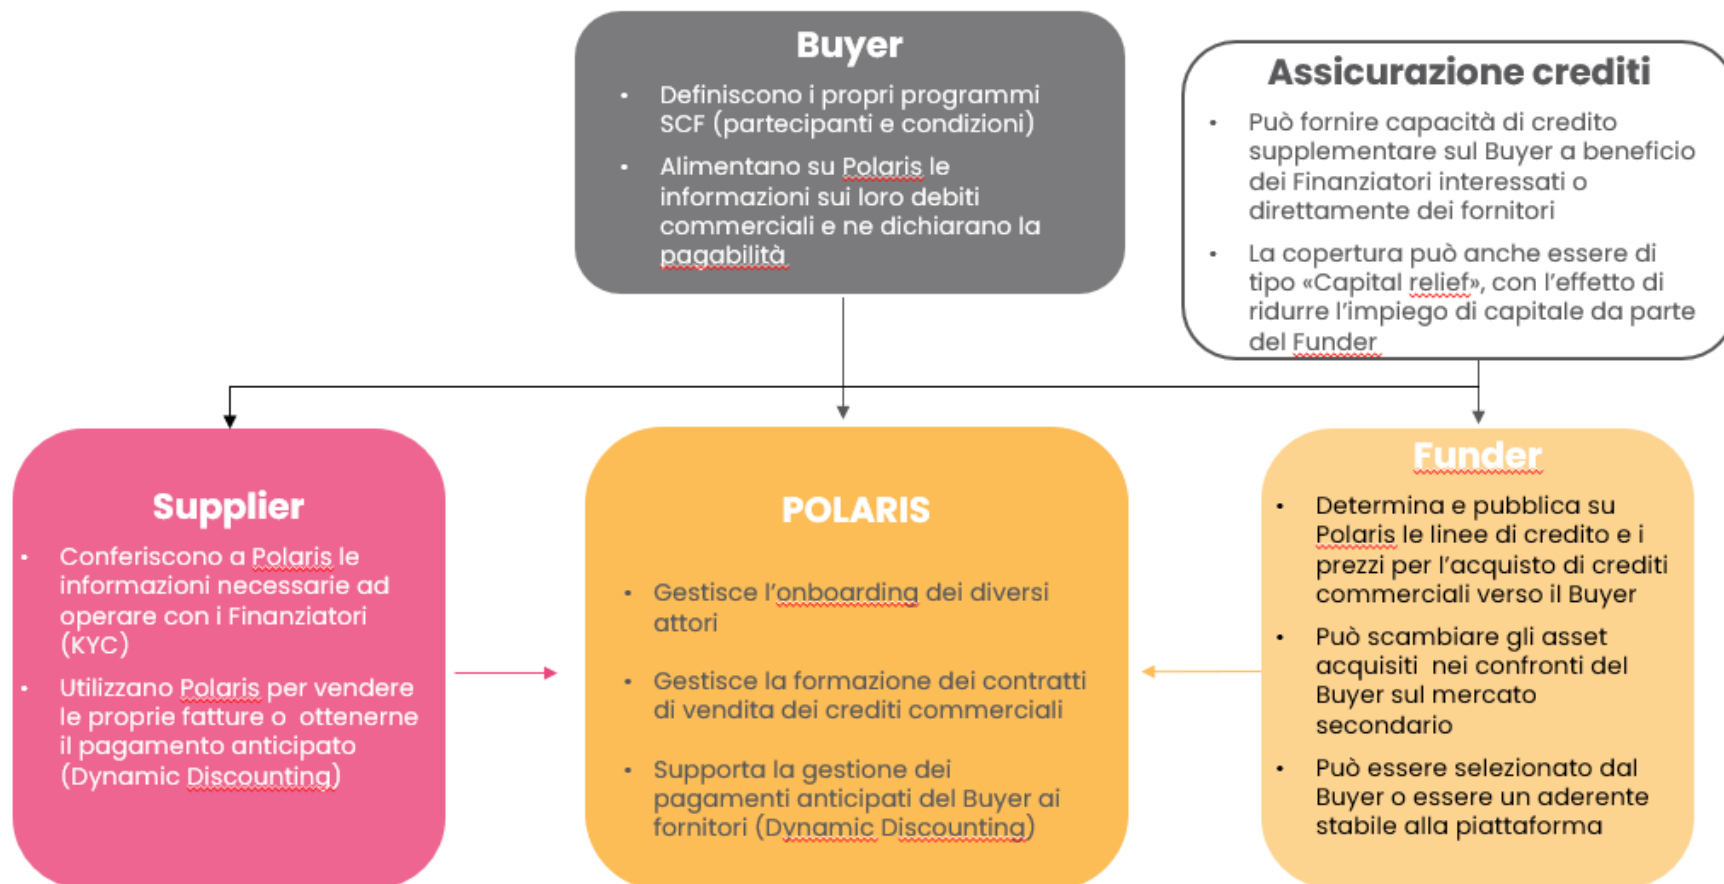 Buyer
• Definiscono i propri programmi
SCF (partecipanti e condizioni)
• Alimentano su Polaris le
informazioni sui loro debiti
commerciali e ne dichiarano la
pagabilità
Assicurazione crediti
• Può fornire capacità di credito
supplementare sul Buyer a beneficio
dei Finanziatori interessati o
direttamente dei fornitori
• La copertura può anche essere di
tipo «Capital relief», con l'effetto di
ridurre l'impiego di capitale da parte
del Funder
Supplier
• Conferiscono a Polaris le
informazioni necessarie ad
operare con i Finanziatori
(KYC)
• Utilizzano Polaris per vendere
le proprie fatture o ottenerne
il pagamento anticipato
(Dynamic Discounting)
POLARIS
• Gestisce l'onboarding dei diversi
attori
• Gestisce la formazione dei contratti
di vendita dei crediti commerciali
• Supporta la gestione dei
pagamenti anticipati del Buyer ai
fornitori (Dynamic Discounting)
Funder
• Determina e pubblica su
Polaris le linee di credito e i
prezzi per l'acquisto di crediti
commerciali verso il Buyer
• Può scambiare gli asset
acquisiti nei confronti del
Buyer sul mercato
secondario
• Può essere selezionato dal
Buyer o essere un aderente
stabile alla piattaforma